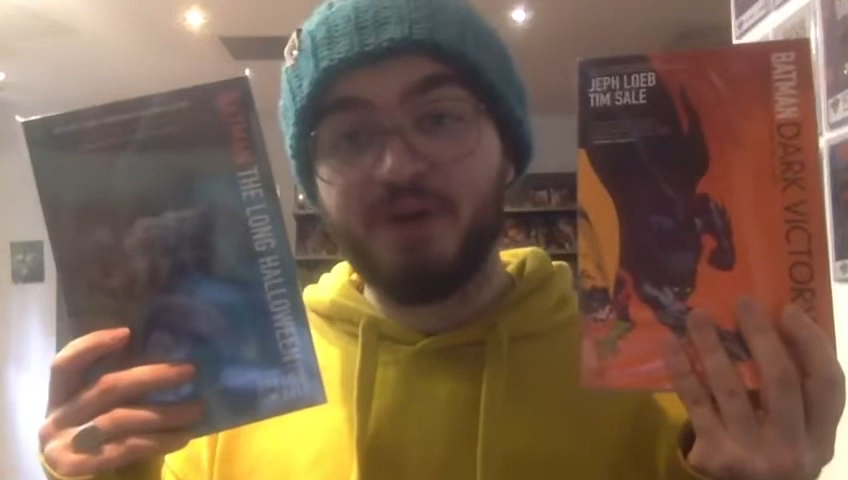 BATMAN THE LONG HALLOWEEN
JEPH LOEB
TIM SALE
BATMAN DARK VICTORY